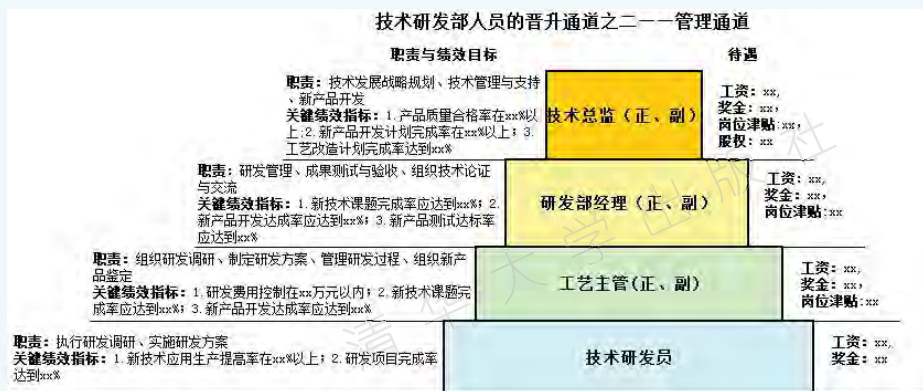 技术研发部人员的晋升通道之二一一管理通道
职责与绩效目标
待遇
职责：技术发展战略规划、技术管理与支持
、新产品开发
关键绩效指标：1.产品质量合格率在xx%以
上;2.新产品开发计划完成率在xx%以上；3.
工艺改造计划完成率达到xx%
技术总监（正、副）
工资：xx,
奖金：xx,
岗位津贴:xx,
股权：xx
职责：研发管理、成果测试与验收、组织技术论证
与交流
关键绩效指标：1.新技术课题完成率应达到xx%；2.
新产品开发达成率应达到xx%；3.新产品测试达标率
应达到xx%
研发部经理（正、副）
工资：xx,
奖金：xx,
岗位津贴:xx
职责：组织研发调研、制定研发方案、管理研发过程、组织新产
品鉴定
关键绩效指标：1.研发费用控制在xx万元以内；2.新技术课题完
成率应达到xx%；3.新产品开发达成率应达到xx%
工艺主管(正、副）
工资：xx,
奖金：xx,
岗位津贴:xx
职责：执行研发调研、实施研发方案
关键绩效指标：1.新技术应用生产提高率在xx%以上；2.研发项目完成率
达到xx%
技术研发员
工资：xx,
奖金：xx
清华大学出版社